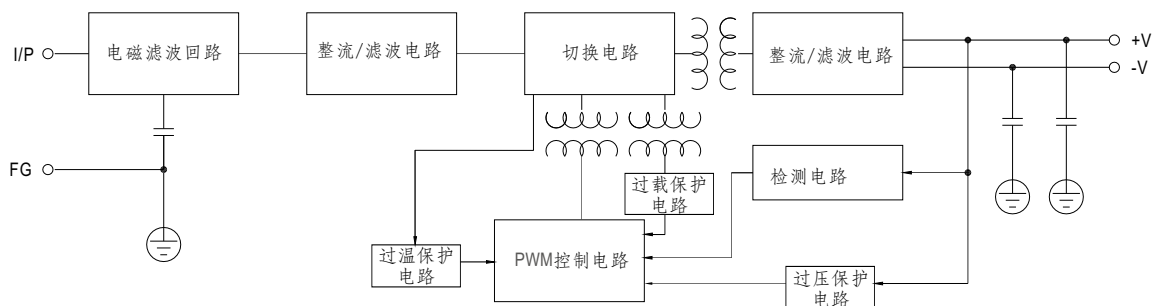 I/P
电磁滤波回路
整流/滤波电路
切换电路
整流/滤波电路
+V
-V
FG
过载保护
电路
检测电路
过温保护
电路
PWM控制电路
过压保护
电路